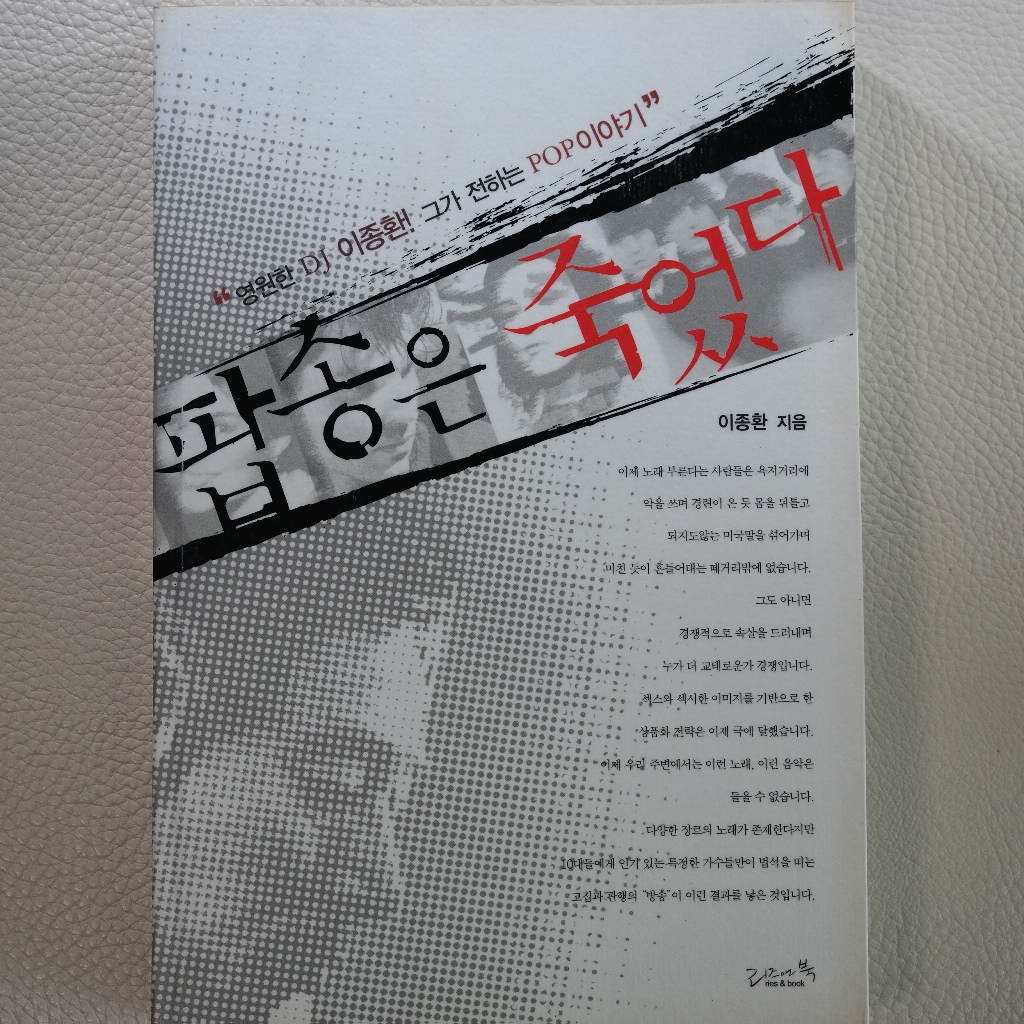 “영원한 DJ 이종환! 그가 전하는 POP이야기”
팝송은 죽었다
이종환 지음
이제 노래 부른다는 사람들은 욕지거리에
악을 쓰며 경련이 온 듯 몸을 뒤틀고
되지도않는 미국말을 섞어가며
미친 듯이 흔들어대는 떼거리밖에 없습니다.
그도 아니면
경쟁적으로 속살을 드러내며
누가 더 교태로운가 경쟁입니다.
섹스와 섹시한 이미지를 기반으로 한
상품화 전략은 이제 극에 달했습니다.
이제 우리 주변에서는 이런 노래, 이런 음악은
들을 수 없습니다.
다양한 장르의 노래가 존재한다지만
10대들에게 인기 있는 특정한 가수들만이 법석을 떠는
고집과 관행의 “방송”이 이런 결과를 낳은 것입니다.
리즈앤북
ries & book